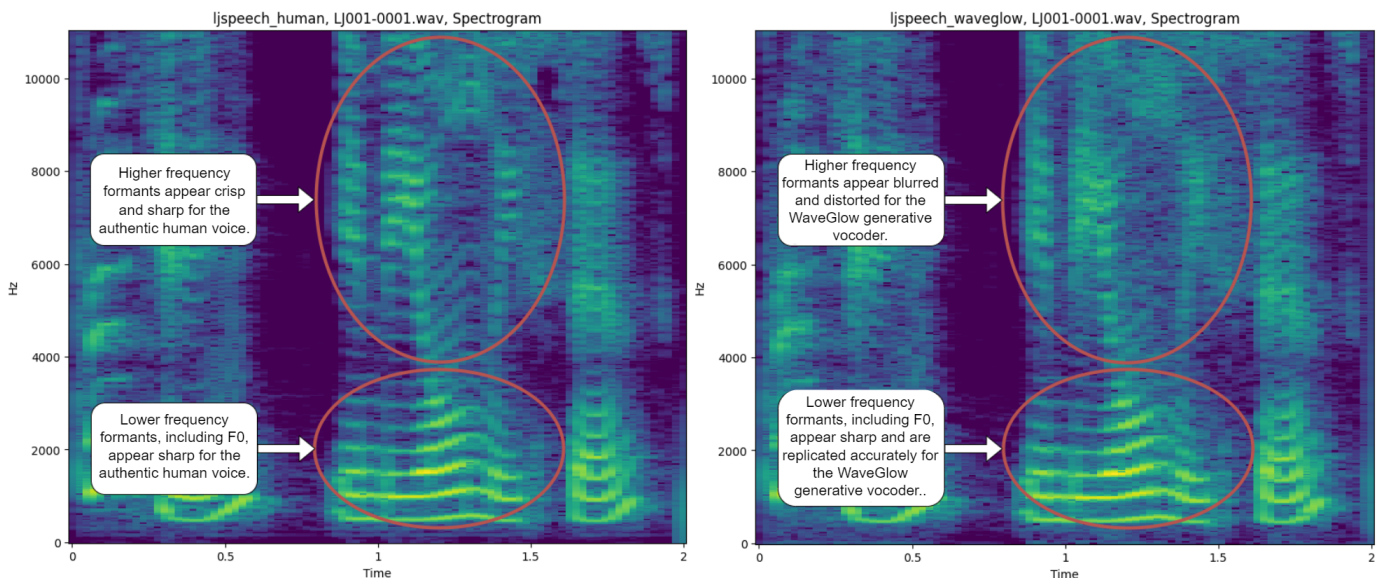 ljspeech_human, LJ001-0001.wav, Spectrogram
10000
8000
6000
4000
2000
0
Hz
0
0.5
1
1.5
2
Time
Higher frequency
formants appear crisp
and sharp for the
authentic human voice.
Lower frequency
formants, including F0,
appear sharp for the
authentic human voice.
ljspeech_waveglow, LJ001-0001.wav, Spectrogram
10000
8000
6000
4000
2000
0
Hz
0
0.5
1
1.5
2
Time
Higher frequency
formants appear blurred
and distorted for the
WaveGlow generative
vocoder.
Lower frequency
formants, including F0,
appear sharp and are
replicated accurately for
the WaveGlow
generative vocoder..